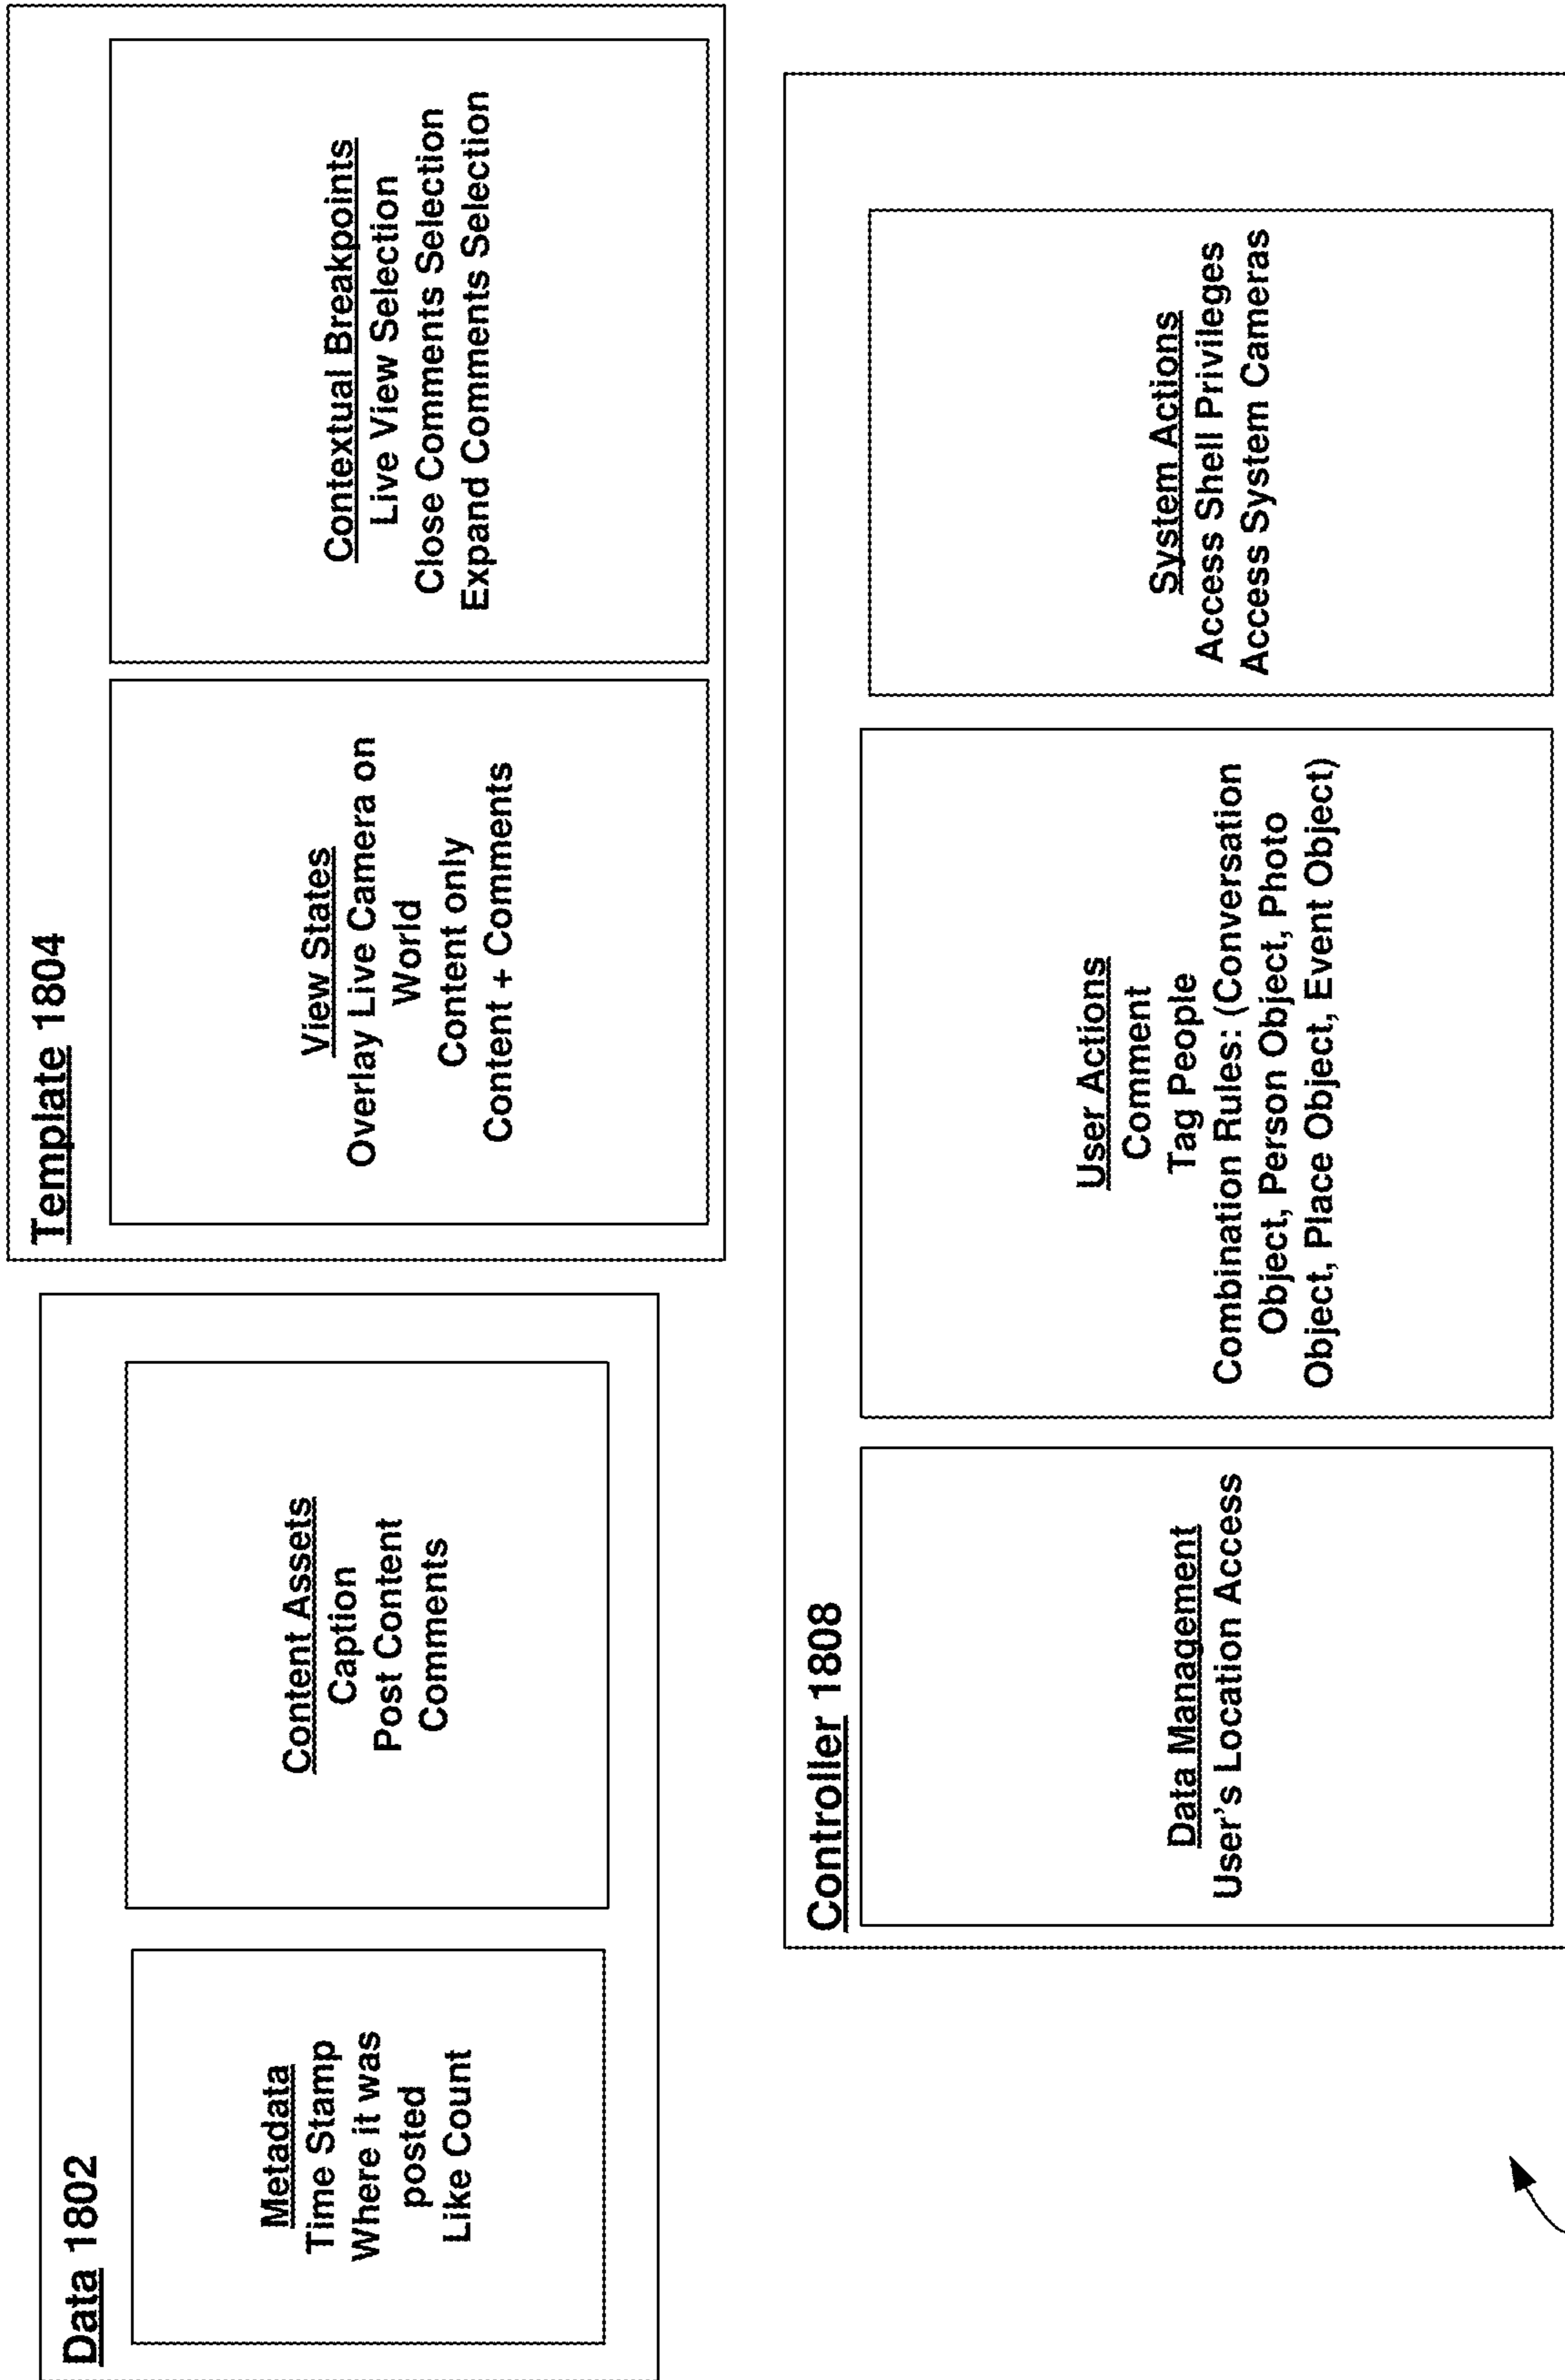 Data 1802
Metadata
Time Stamp
Where it was
posted
Like Count
Content Assets
Caption
Post Content
Comments
Template 1804
View States
Overlay Live Camera on
World
Content only
Content + Comments
Contextual Breakpoints
Live View Selection
Close Comments Selection
Expand Comments Selection
Controller 1808
Data Management
User's Location Access
User Actions
Comment
Tag People
Combination Rules: (Conversation
Object, Person Object, Photo
Object, Place Object, Event Object)
System Actions
Access Shell Privileges
Access System Cameras